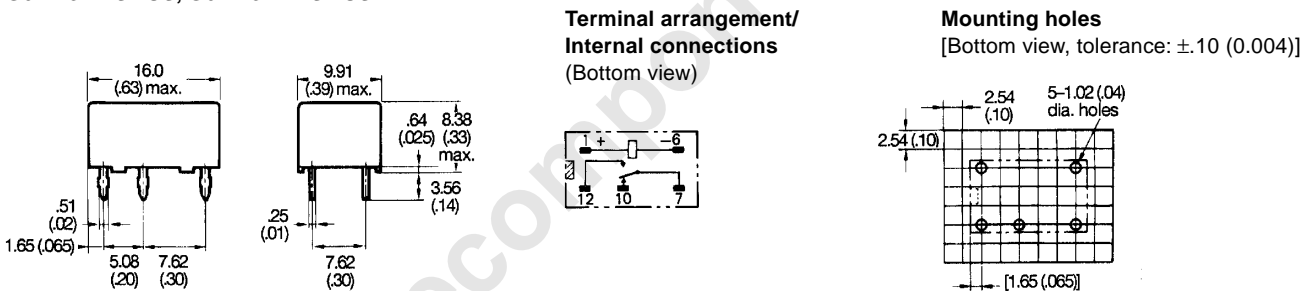 Terminal arrangement/
Internal connections
(Bottom view)
Mounting holes
[Bottom view, tolerance: ±.10 (0.004)]
16.0
(.63) max.
9.91
(.39) max.
.64
(.025)
8.38
(.33)
max.
3.56
(.14)
.51
(.02)
1.65 (.065)
5.08
(.20)
7.62
(.30)
.25
(.01)
7.62
(.30)
1 + −6
12 10 7
2.54
(.10)
5–1.02 (.04)
dia. holes
2.54 (.10)
[1.65 (.065)]